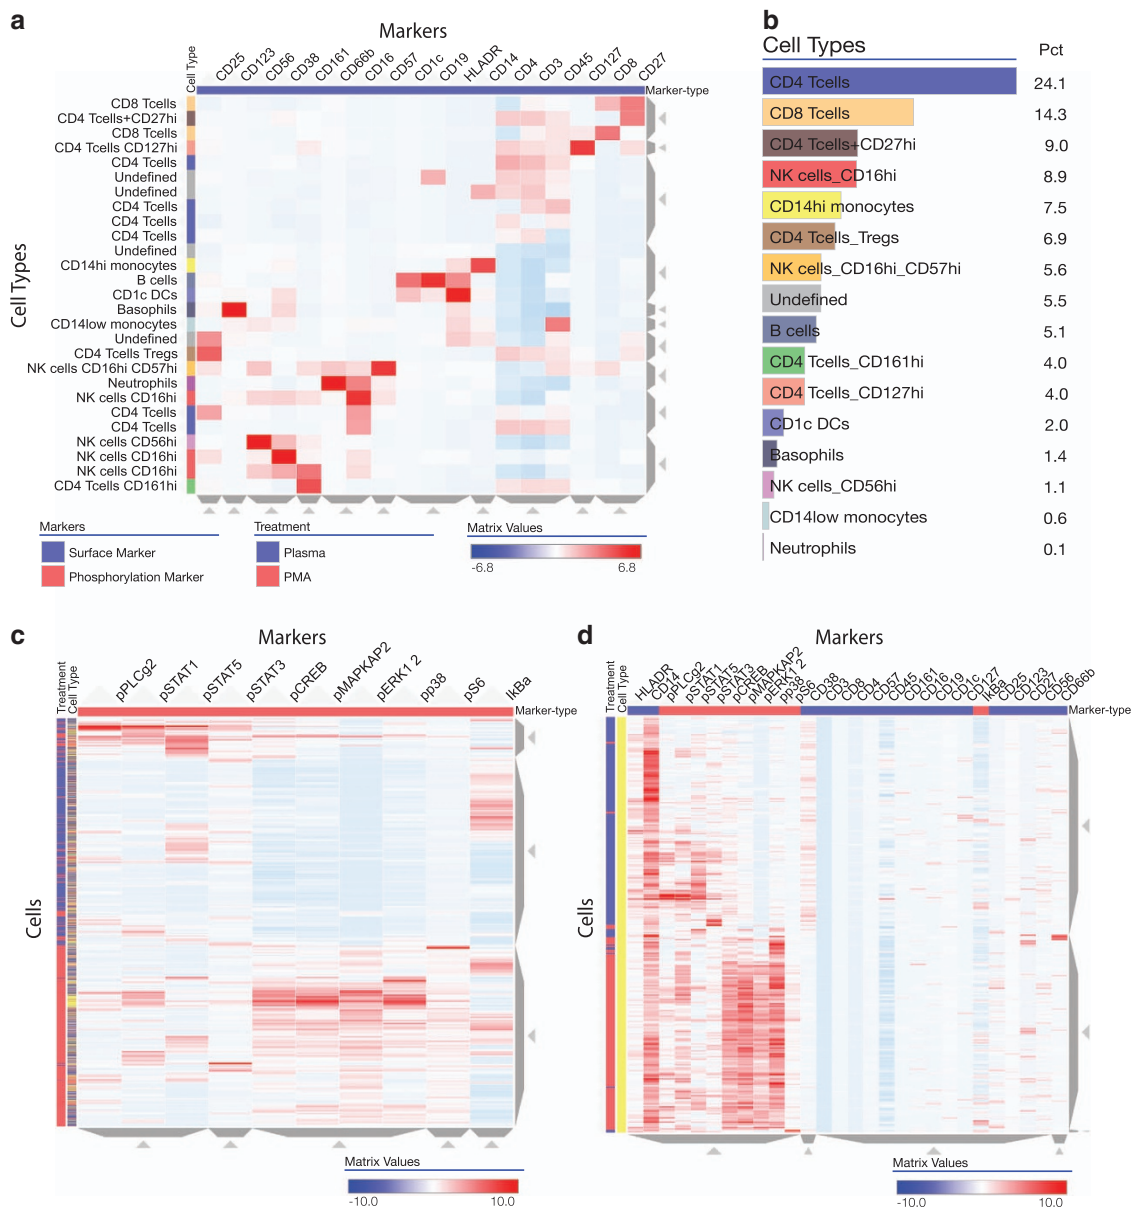 a
Markers
Cell Type
CD25
CD123
CD56
CD38
CD161
CD66b
CD16
CD57
CD1c
CD19
HLADR
CD14
CD4
CD3
CD45
CD127
CD8
CD27
Marker-type
Cell Types
CD8 Tcells
CD4 Tcells+CD27hi
CD8 Tcells
CD4 Tcells CD127hi
CD4 Tcells
Undefined
Undefined
CD4 Tcells
CD4 Tcells
CD4 Tcells
Undefined
CD14hi monocytes
B cells
CD1c DCs
Basophils
CD14low monocytes
Undefined
CD4 Tcells Tregs
NK cells CD16hi CD57hi
Neutrophils
NK cells CD16hi
CD4 Tcells
CD4 Tcells
NK cells CD56hi
NK cells CD16hi
NK cells CD16hi
CD4 Tcells CD161hi
Markers
Surface Marker
Phosphorylation Marker
Treatment
Plasma
PMA
Matrix Values
-6.8 6.8
b
Cell Types Pct
CD4 Tcells 24.1
CD8 Tcells 14.3
CD4 Tcells+CD27hi 9.0
NK cells_CD16hi 8.9
CD14hi monocytes 7.5
CD4 Tcells_Tregs 6.9
NK cells_CD16hi_CD57hi 5.6
Undefined 5.5
B cells 5.1
CD4 Tcells_CD161hi 4.0
CD4 Tcells_CD127hi 4.0
CD1c DCs 2.0
Basophils 1.4
NK cells_CD56hi 1.1
CD14low monocytes 0.6
Neutrophils 0.1
c
Markers
Treatment
Cell Type
pPLCg2
pSTAT1
pSTAT5
pSTAT3
pCREB
pMAPKAP2
pERK1 2
pp38
pS6
IkBa
Marker-type
Cells
Matrix Values
-10.0 10.0
d
Markers
Treatment
Cell Type
HLADR
CD14
pPLCg2
pSTAT1
pSTAT5
pSTAT3
pCREB
pMAPKAP2
pERK1 2
pp38
pS6
CD38
CD3
CD8
CD4
CD57
CD45
CD161
CD16
CD19
CD1c
CD127
IkBa
CD25
CD123
CD27
CD56
CD66b
Marker-type
Cells
Matrix Values
-10.0 10.0